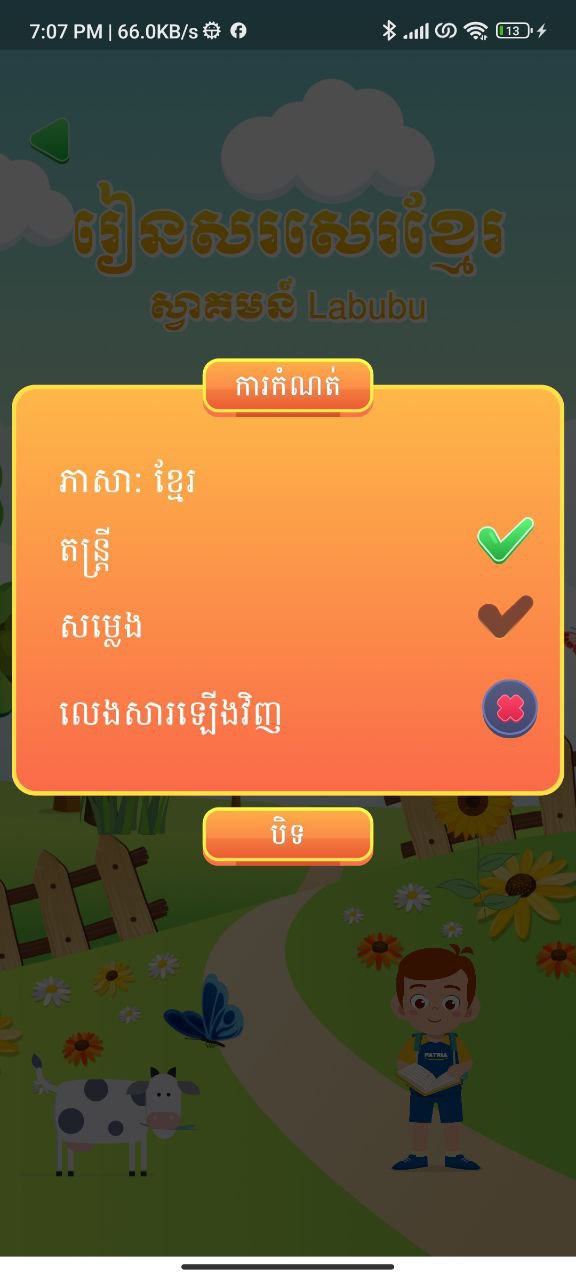 7:07 PM | 66.0KB/s
13
រៀនសរសេរខ្មែរ
ស្វាគមន៍ Labubu
ការកំណត់
ភាសា: ខ្មែរ
តន្ត្រី
សម្លេង
លេងសារឡើងវិញ
បិទ
PATRIA